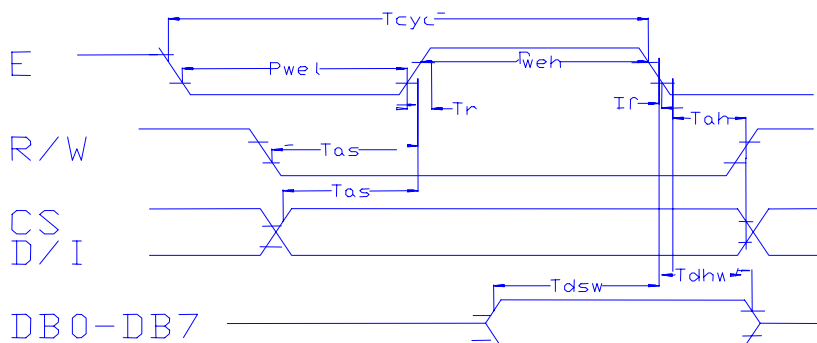 Tcyc
E
Pwel
Pweh
Tr
Tf
Tah
R/W
Tas
Tas
CS
D/I
Tdhw
Tdsw
DB0-DB7